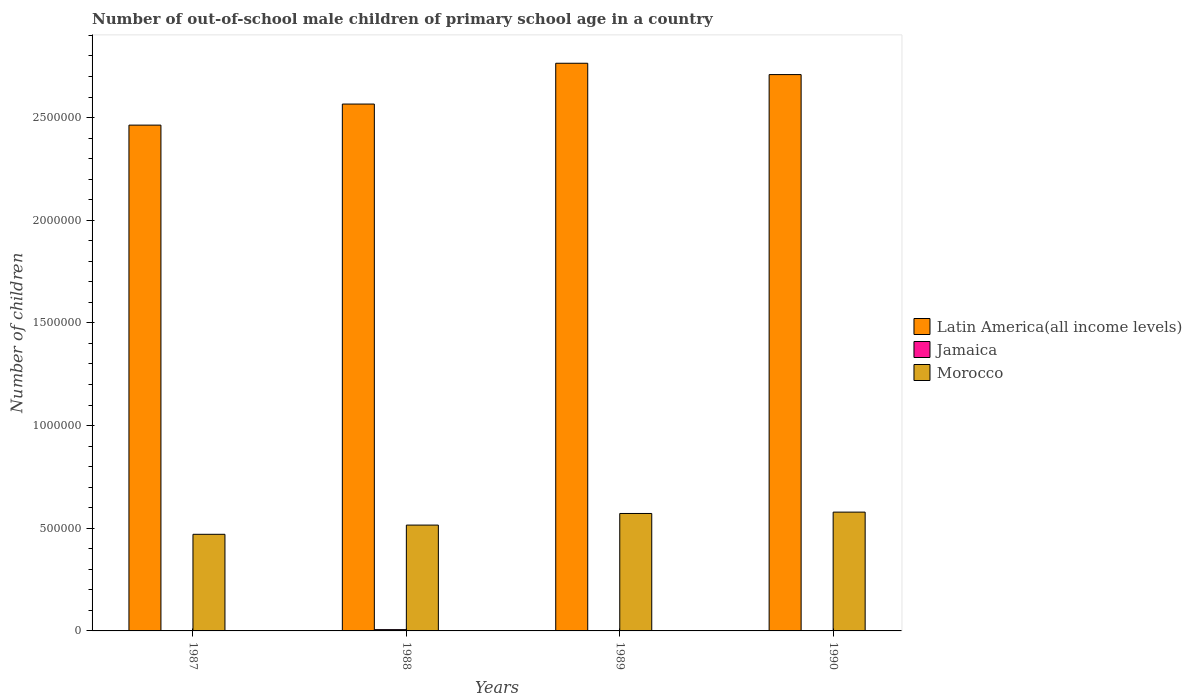 Number of out-of-school male children of primary school age in a country
Number of children
2500000
2000000
1500000
1000000
500000
0
1987
1988
1989
1990
Years
Latin America(all income levels)
Jamaica
Morocco